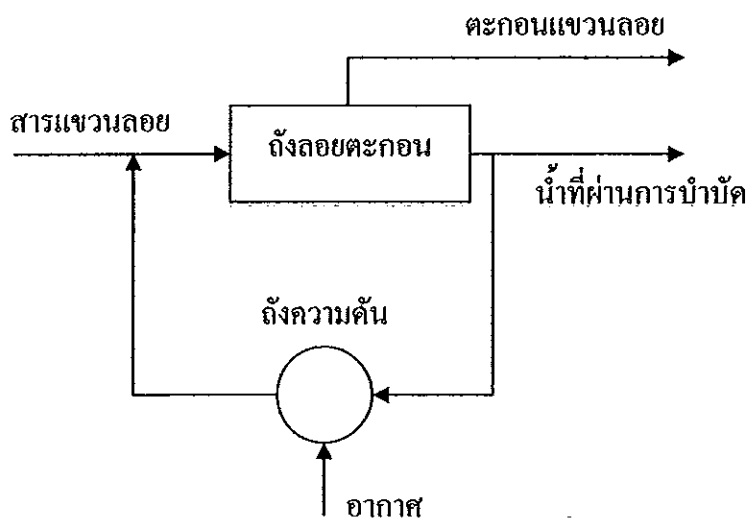 ตะกอนแขวนลอย
สารแขวนลอย
ถังลอยตะกอน
น้ำที่ผ่านการบำบัด
ถังความดัน
อากาศ